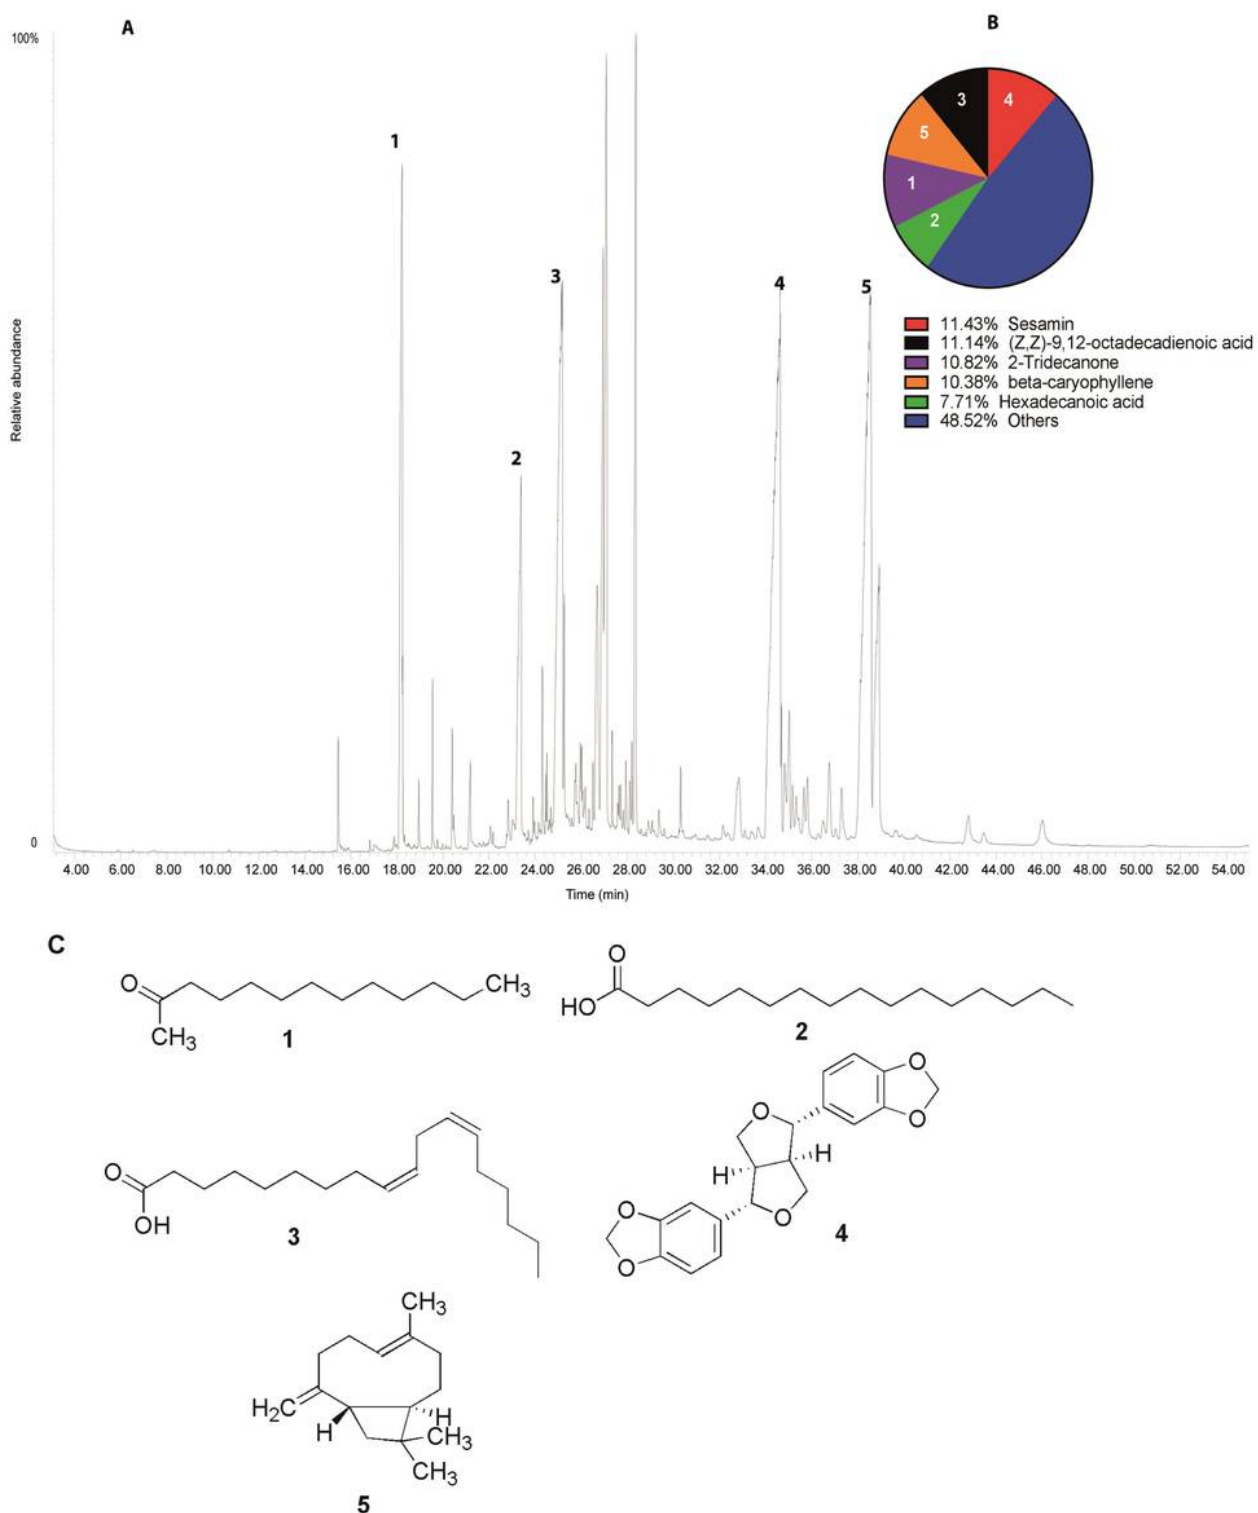 A
B
100%
1
3
4
5
1
2
3
4
5
2
0
Relative abundance
11.43% Sesamin
11.14% (Z,Z)-9,12-octadecadienoic acid
10.82% 2-Tridecanone
10.38% beta-caryophyllene
7.71% Hexadecanoic acid
48.52% Others
4.00 6.00 8.00 10.00 12.00 14.00 16.00 18.00 20.00 22.00 24.00 26.00 28.00 30.00 32.00 34.00 36.00 38.00 40.00 42.00 44.00 46.00 48.00 50.00 52.00 54.00
Time (min)
C
O
CH3
CH3
1
O
HO
2
O
OH
3
O
O
O
H
H
O
O
O
4
CH3
H2C
H
H
CH3
CH3
5